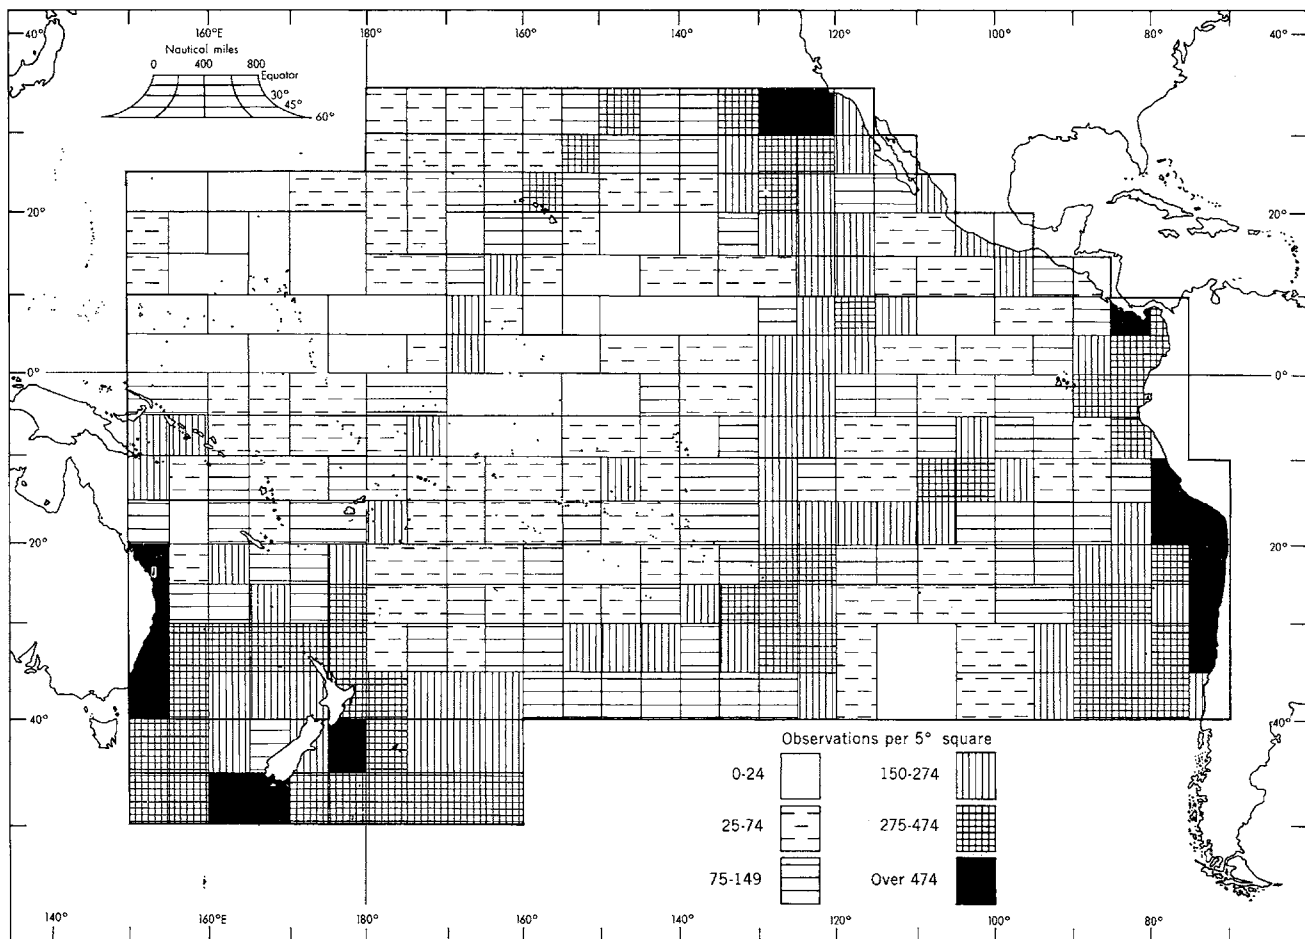 160°E 180° 160° 140° 120° 100° 80°
40° 40°
Nautical miles
0 400 800
Equator
30°
45°
60°
20° 20°
0° 0°
20° 20°
40° 40°
Observations per 5° square
0-24 150-274
25-74 275-474
75-149 Over 474
140° 160°E 180° 160° 140° 120° 100° 80°